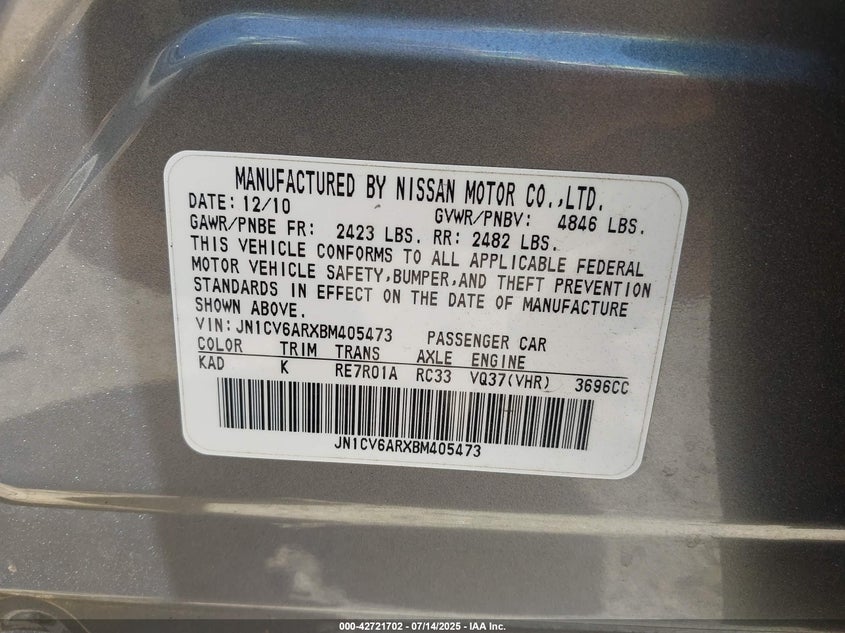 MANUFACTURED BY NISSAN MOTOR CO.,LTD.
DATE: 12/10 GVWR/PNBV: 4846 LBS.
GAWR/PNBE FR: 2423 LBS. RR: 2482 LBS.
THIS VEHICLE CONFORMS TO ALL APPLICABLE FEDERAL
MOTOR VEHICLE SAFETY,BUMPER,AND THEFT PREVENTION
STANDARDS IN EFFECT ON THE DATE OF MANUFACTURE
SHOWN ABOVE.
VIN:JN1CV6ARXBM405473 PASSENGER CAR
COLOR TRIM TRANS AXLE ENGINE
KAD K RE7R01A RC33 VQ37(VHR) 3696CC
JN1CV6ARXBM405473
000-42721702 - 07/14/2025 - IAA Inc.